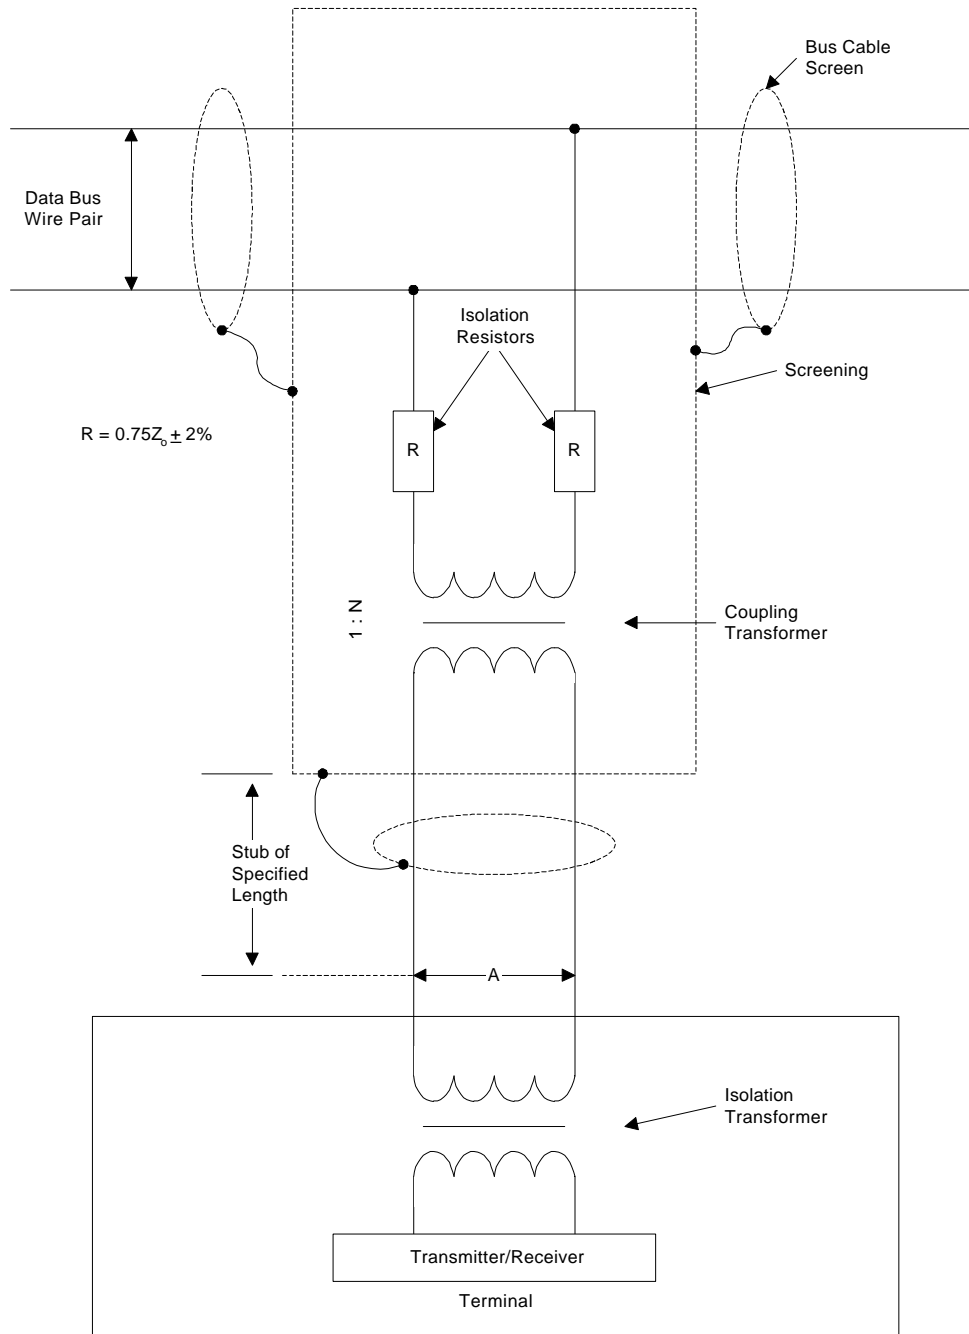 Bus Cable
Screen
Data Bus
Wire Pair
Isolation
Resistors
Screening
R = 0.75Zo ± 2%
R
R
1 : N
Coupling
Transformer
Stub of
Specified
Length
A
Isolation
Transformer
Transmitter/Receiver
Terminal